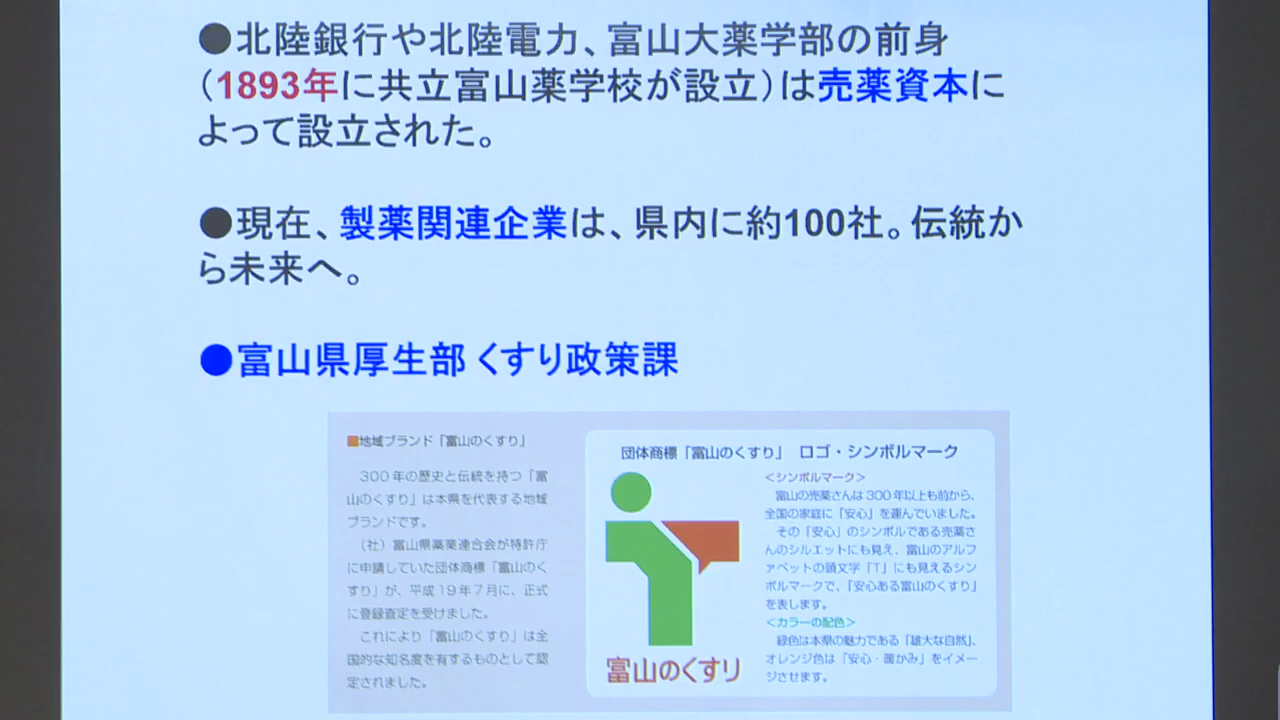 ●北陸銀行や北陸電力、富山大薬学部の前身
（1893年に共立富山薬学校が設立）は売薬資本に
よって設立された。
●現在、製薬関連企業は、県内に約100社。伝統か
ら未来へ。
●富山県厚生部 くすり政策課
■地域ブランド「富山のくすり」
300年の歴史と伝統を持つ「富
山のくすり」は本県を代表する地域
ブランドです。
（社）富山県薬業連合会が特許庁
に申請していた団体商標「富山のく
すり」が、平成19年7月に、正式
に登録査定を受けました。
これにより「富山のくすり」は全
国的な知名度を有するものとして認
定されました。
団体商標「富山のくすり」 ロゴ・シンボルマーク
＜シンボルマーク＞
富山の売薬さんは300年以上も前から、
全国の家庭に「安心」を運んでいました。
その「安心」のシンボルである売薬さ
んのシルエットにも見え、富山のアルフ
ァベットの頭文字「T」にも見えるシン
ボルマークで、「安心ある富山のくすり」
を表します。
＜カラーの配色＞
緑色は本県の魅力である「雄大な自然」、
オレンジ色は「安心・暖かみ」をイメー
ジさせます。
富山のくすり